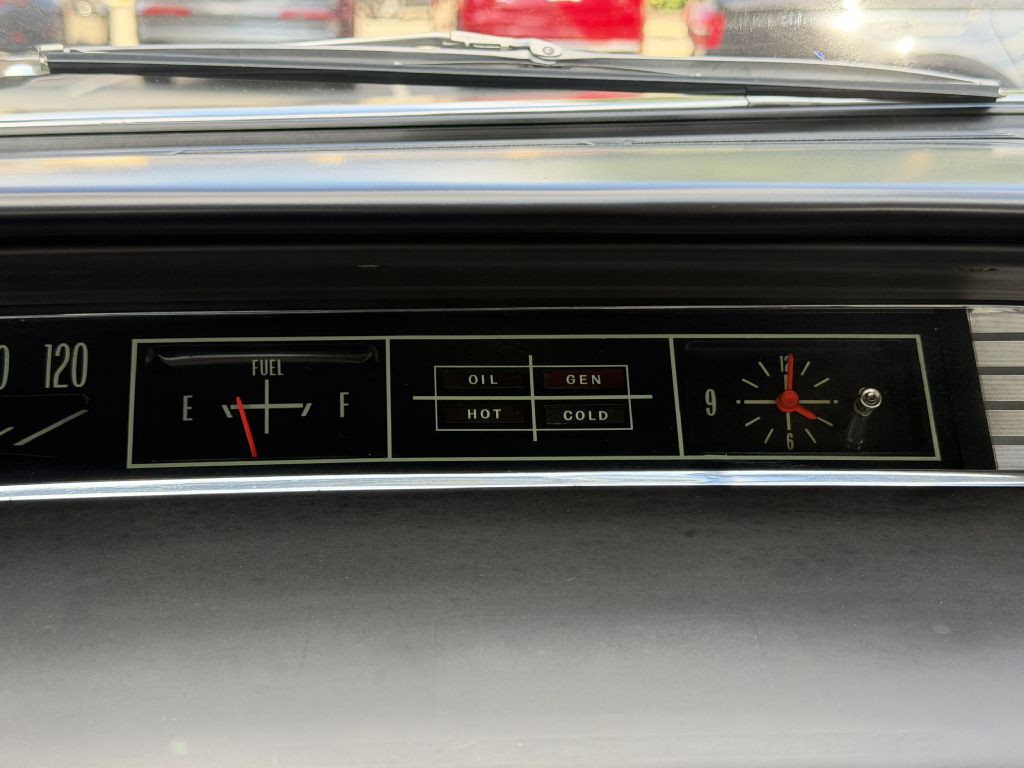 120
FUEL
E F
OIL GEN
HOT COLD
12
9
6